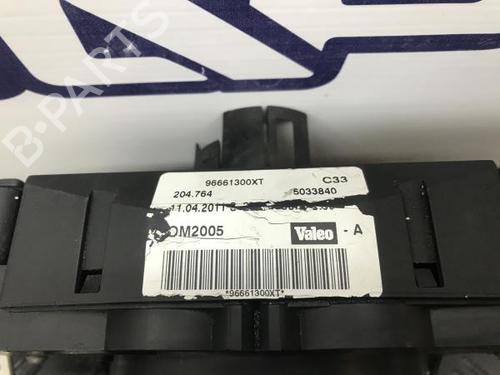 B-PARTS
96661300XT C33
204.764 5033840
11.04.2011
OM2005 Valeo -A
*96661300XT*